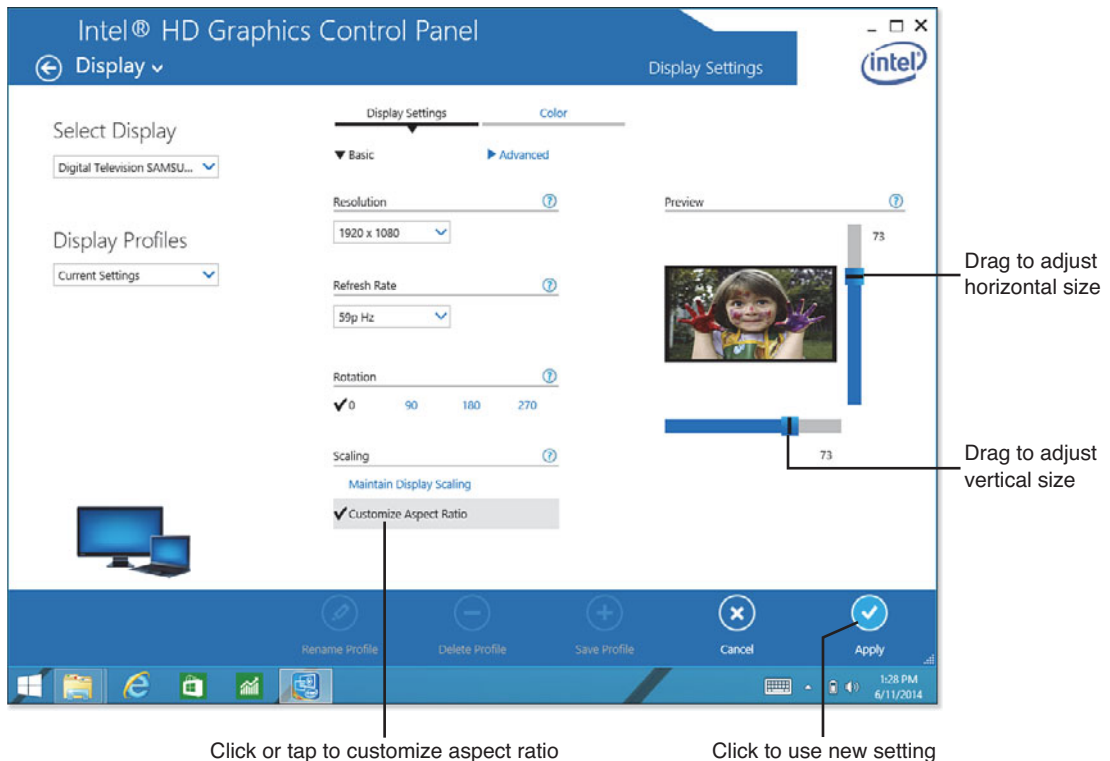 Intel® HD Graphics Control Panel
Display
Display Settings
intel
Select Display
Digital Television SAMSU...
Display Profiles
Current Settings
Display Settings
Color
Basic
Advanced
Resolution
?
1920 x 1080
Refresh Rate
?
59p Hz
Rotation
?
0 90 180 270
Scaling
?
Maintain Display Scaling
Customize Aspect Ratio
Preview
?
73
73
Drag to adjust
horizontal size
Drag to adjust
vertical size
Rename Profile
Delete Profile
Save Profile
Cancel
Apply
1:28 PM
6/11/2014
Click or tap to customize aspect ratio
Click to use new setting